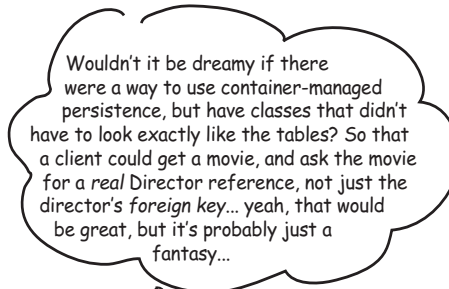 Wouldn't it be dreamy if there
were a way to use container-managed
persistence, but have classes that didn't
have to look exactly like the tables? So that
a client could get a movie, and ask the movie
for a real Director reference, not just the
director's foreign key... yeah, that would
be great, but it's probably just a
fantasy...